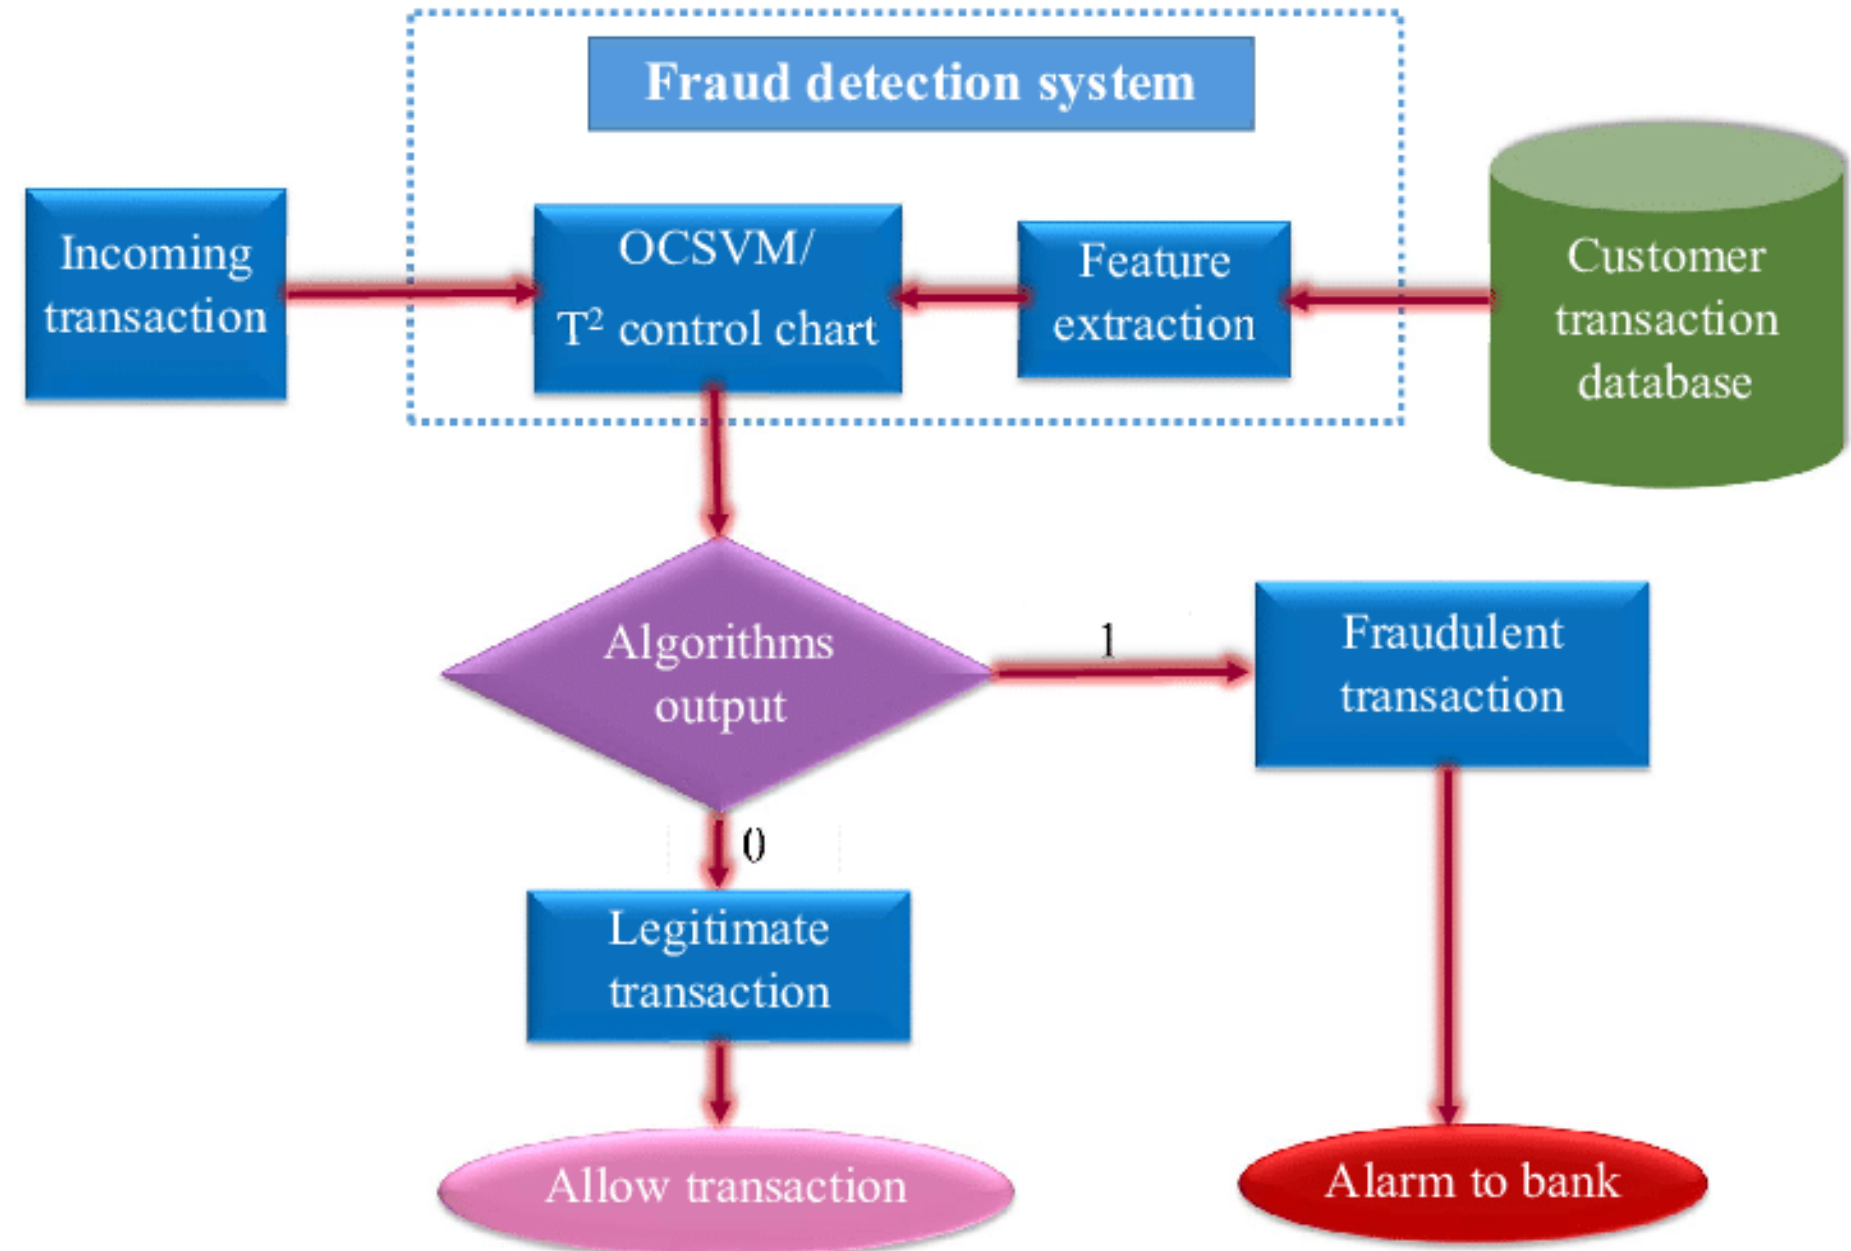 Fraud detection system
Incoming
transaction
OCSVM/
T² control chart
Feature
extraction
Customer
transaction
database
Algorithms
output
1
Fraudulent
transaction
0
Legitimate
transaction
Allow transaction
Alarm to bank